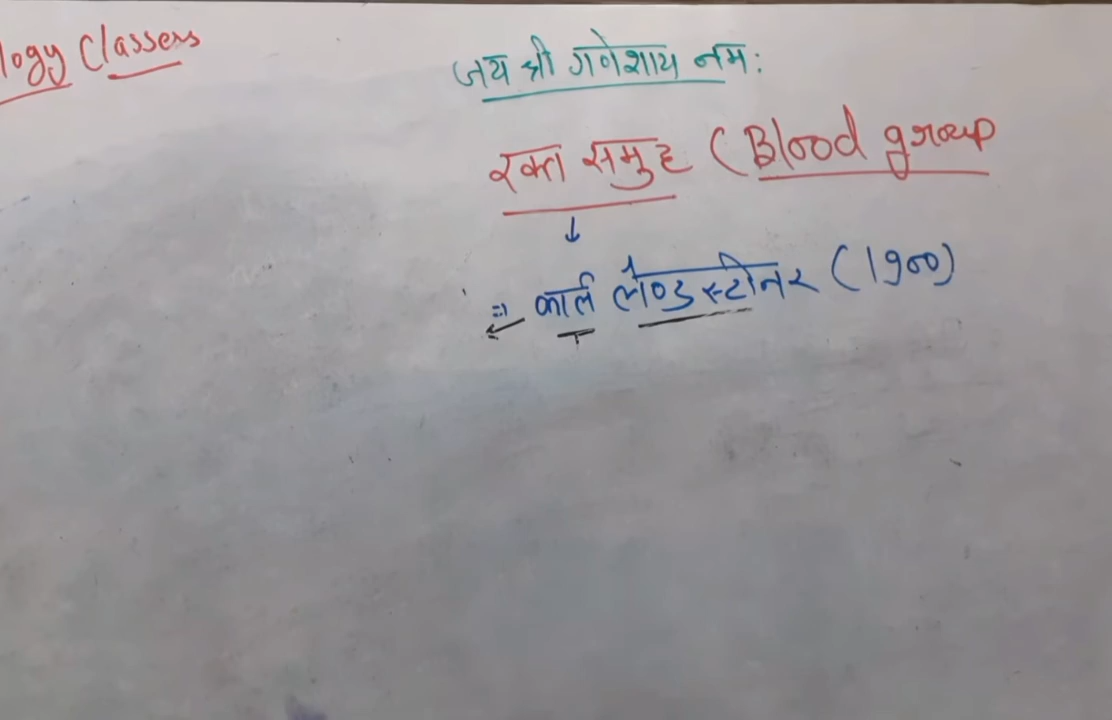 logy Classes
जय श्री गणेशाय नमः
रक्त समुह (Blood group
↓
=> कार्ल लैण्डस्टीनर (1900)